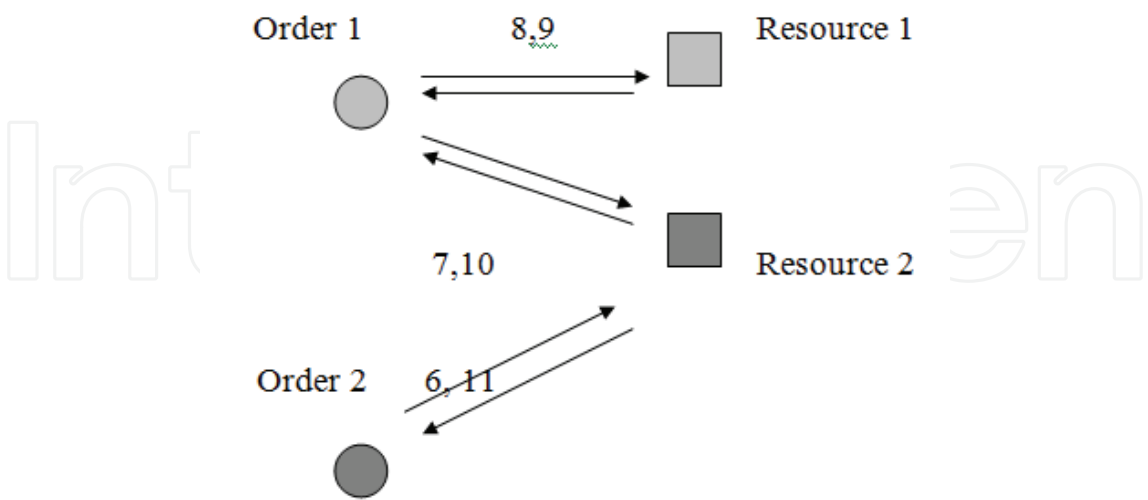 Order 1
8,9
Resource 1
7,10
Resource 2
Order 2
6, 11